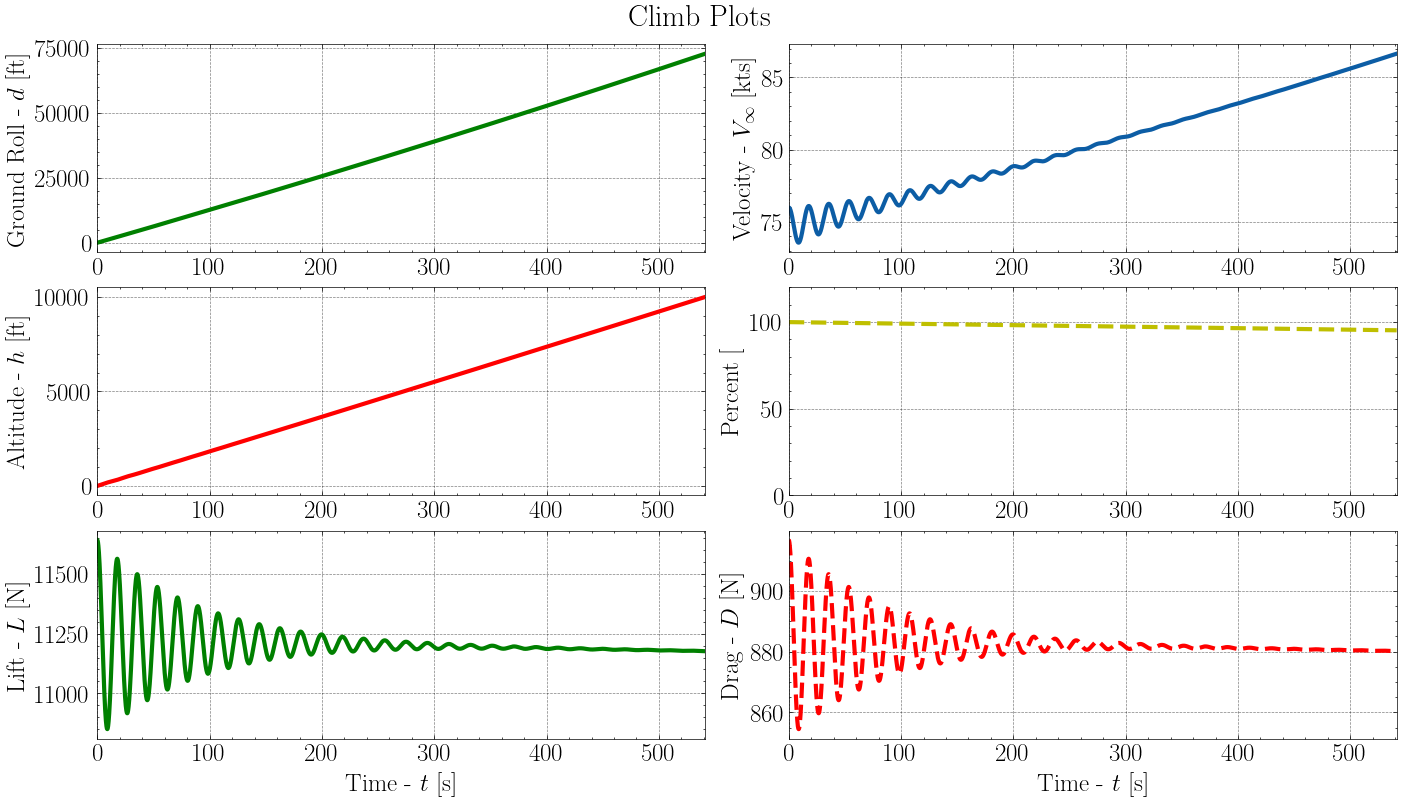 Climb Plots
Ground Roll - d [ft]
75000
50000
25000
0
0 100 200 300 400 500
Velocity - V∞ [kts]
85
80
75
0 100 200 300 400 500
Altitude - h [ft]
10000
5000
0
0 100 200 300 400 500
Percent [
100
50
0
0 100 200 300 400 500
Lift - L [N]
11500
11250
11000
0 100 200 300 400 500
Time - t [s]
Drag - D [N]
900
880
860
0 100 200 300 400 500
Time - t [s]